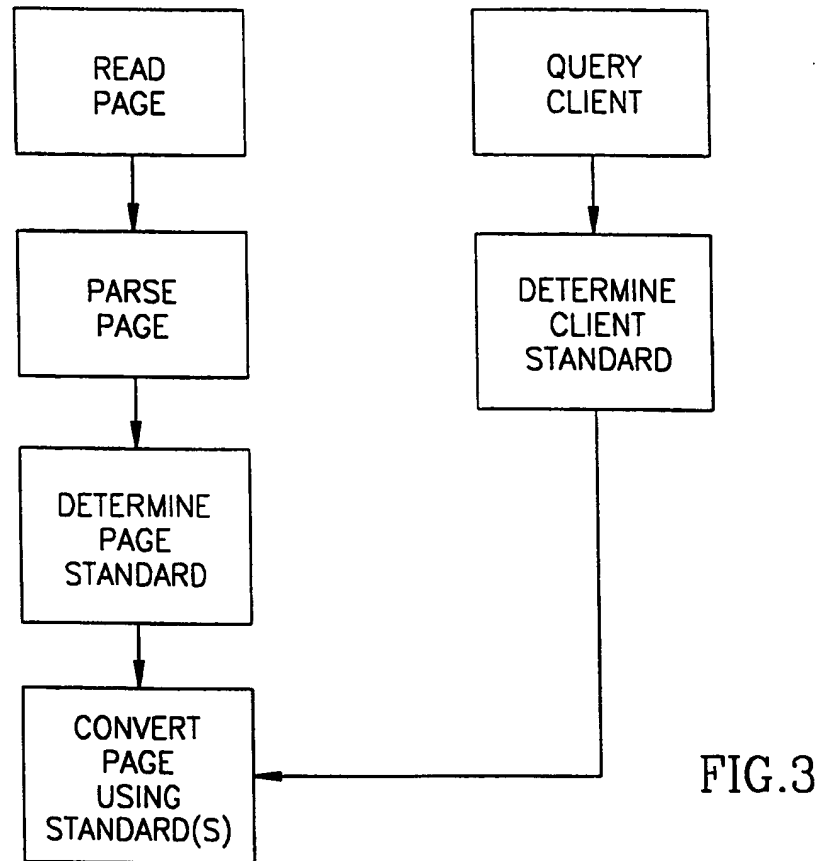 READ
PAGE
QUERY
CLIENT
PARSE
PAGE
DETERMINE
CLIENT
STANDARD
DETERMINE
PAGE
STANDARD
CONVERT
PAGE
USING
STANDARD(S)
FIG.3